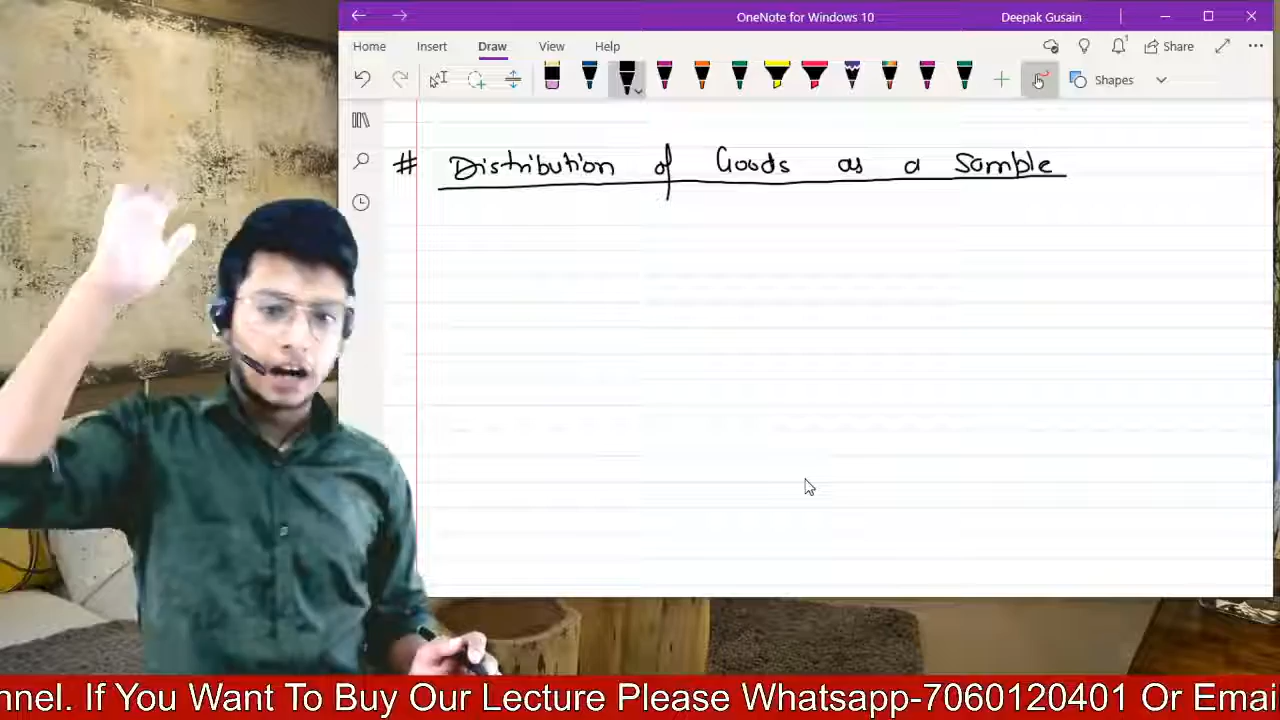 OneNote for Windows 10
Deepak Gusain
Home Insert Draw View Help
Share
Shapes
# Distribution of Goods as a Sample
nnel. If You Want To Buy Our Lecture Please Whatsapp-7060120401 Or Emai